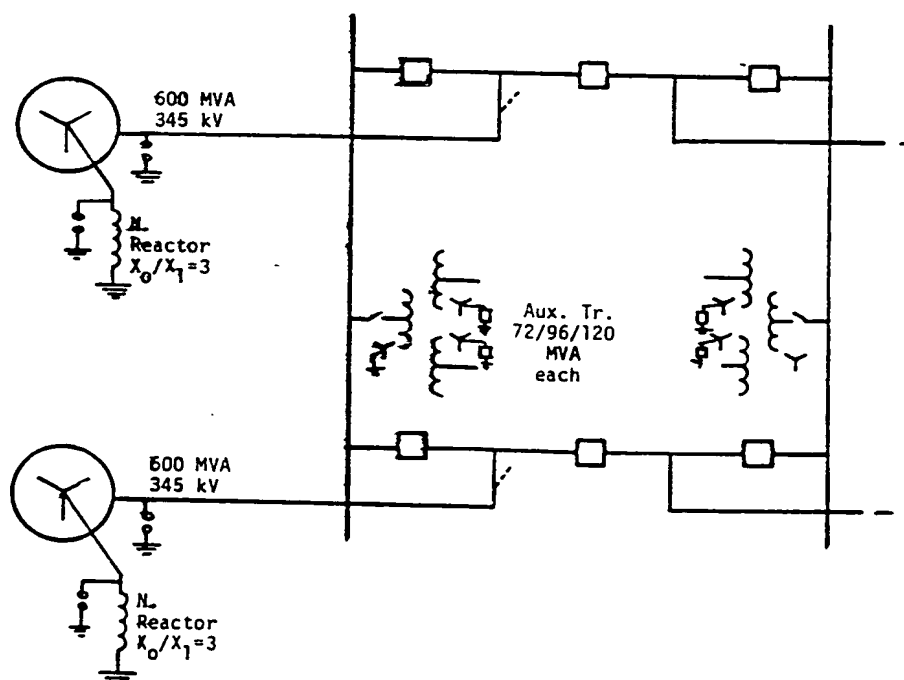 600 MVA
345 kV
N.
Reactor
X₀/X₁=3
Aux. Tr.
72/96/120
MVA
each
600 MVA
345 kV
N.
Reactor
X₀/X₁=3